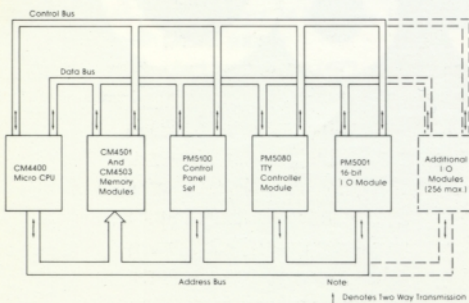 Control Bus
Data Bus
CM4400
Micro CPU
CM4501
And
CM4503
Memory
Modules
PM5100
Control
Panel
Set
PM5080
TTY
Controller
Module
PM5001
16-bit
I O Module
Additional
I O
Modules
(256 max.)
Address Bus
Note
Denotes Two Way Transmission